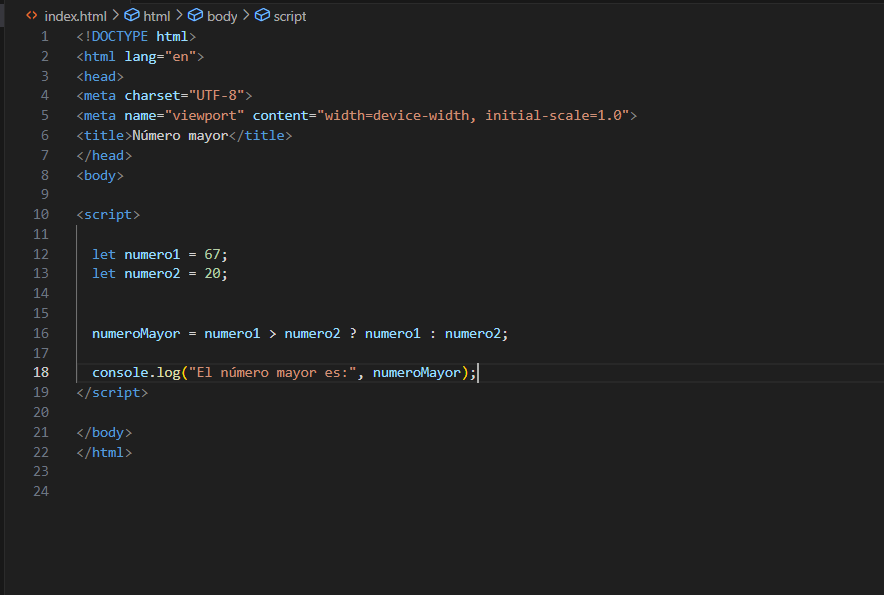 index.html > html > body > script
1 <!DOCTYPE html>
2 <html lang="en">
3 <head>
4 <meta charset="UTF-8">
5 <meta name="viewport" content="width=device-width, initial-scale=1.0">
6 <title>Número mayor</title>
7 </head>
8 <body>
9
10 <script>
11
12 let numero1 = 67;
13 let numero2 = 20;
14
15
16 numeroMayor = numero1 > numero2 ? numero1 : numero2;
17
18 console.log("El número mayor es:", numeroMayor);
19 </script>
20
21 </body>
22 </html>
23
24